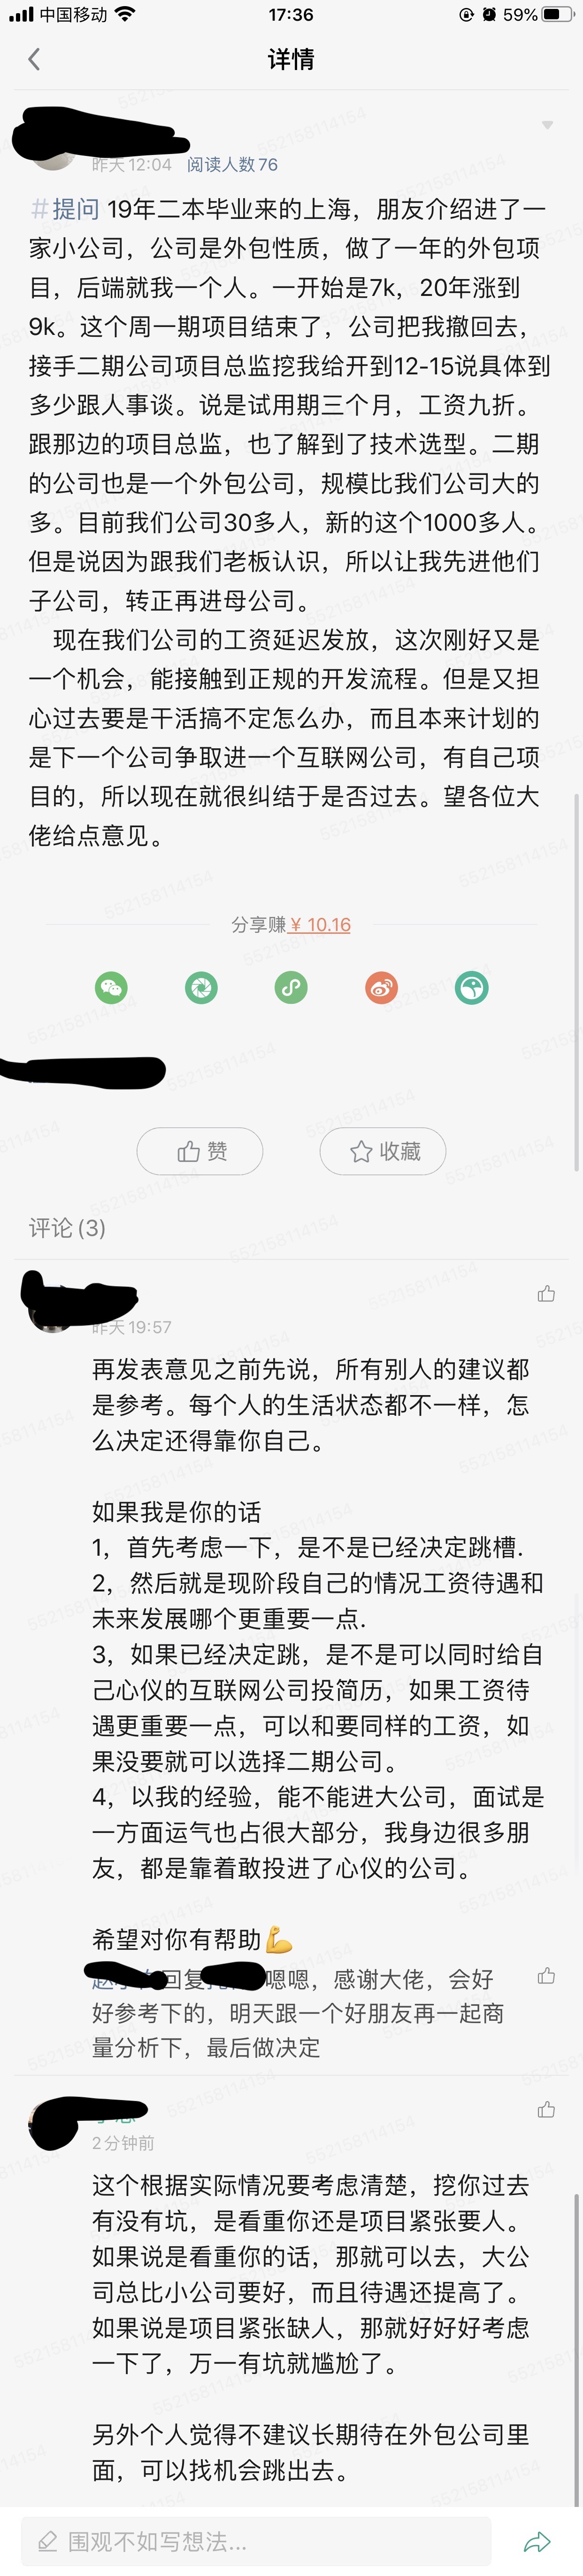 中国移动 17:36 59%
详情
昨天 12:04 阅读人数 76
#提问 19年二本毕业来的上海，朋友介绍进了一
家小公司，公司是外包性质，做了一年的外包项
目，后端就我一个人。一开始是7k，20年涨到
9k。这个周一期项目结束了，公司把我撤回去，
接手二期公司项目总监挖我给开到12-15说具体到
多少跟人事谈。说是试用期三个月，工资九折。
跟那边的项目总监，也了解到了技术选型。二期
的公司也是一个外包公司，规模比我们公司大的
多。目前我们公司30多人，新的这个1000多人。
但是说因为跟我们老板认识，所以让我先进他们
子公司，转正再进母公司。
现在我们公司的工资延迟发放，这次刚好又是
一个机会，能接触到正规的开发流程。但是又担
心过去要是干活搞不定怎么办，而且本来计划的
是下一个公司争取进一个互联网公司，有自己项
目的，所以现在就很纠结于是否过去。望各位大
佬给点意见。
分享赚 ¥ 10.16
赞 收藏
评论 (3)
昨天 19:57
再发表意见之前先说，所有别人的建议都
是参考。每个人的生活状态都不一样，怎
么决定还得靠你自己。
如果我是你的话
1，首先考虑一下，是不是已经决定跳槽.
2，然后就是现阶段自己的情况工资待遇和
未来发展哪个更重要一点.
3，如果已经决定跳，是不是可以同时给自
己心仪的互联网公司投简历，如果工资待
遇更重要一点，可以和要同样的工资，如
果没要就可以选择二期公司。
4，以我的经验，能不能进大公司，面试是
一方面运气也占很大部分，我身边很多朋
友，都是靠着敢投进了心仪的公司。
希望对你有帮助💪
回复 嗯嗯，感谢大佬，会好
好参考下的，明天跟一个好朋友再一起商
量分析下，最后做决定
2 分钟前
这个根据实际情况要考虑清楚，挖你过去
有没有坑，是看重你还是项目紧张要人。
如果说是看重你的话，那就可以去，大公
司总比小公司要好，而且待遇还提高了。
如果说是项目紧张缺人，那就好好好考虑
一下了，万一有坑就尴尬了。
另外个人觉得不建议长期待在外包公司里
面，可以找机会跳出去。
围观不如写想法...
552158114154